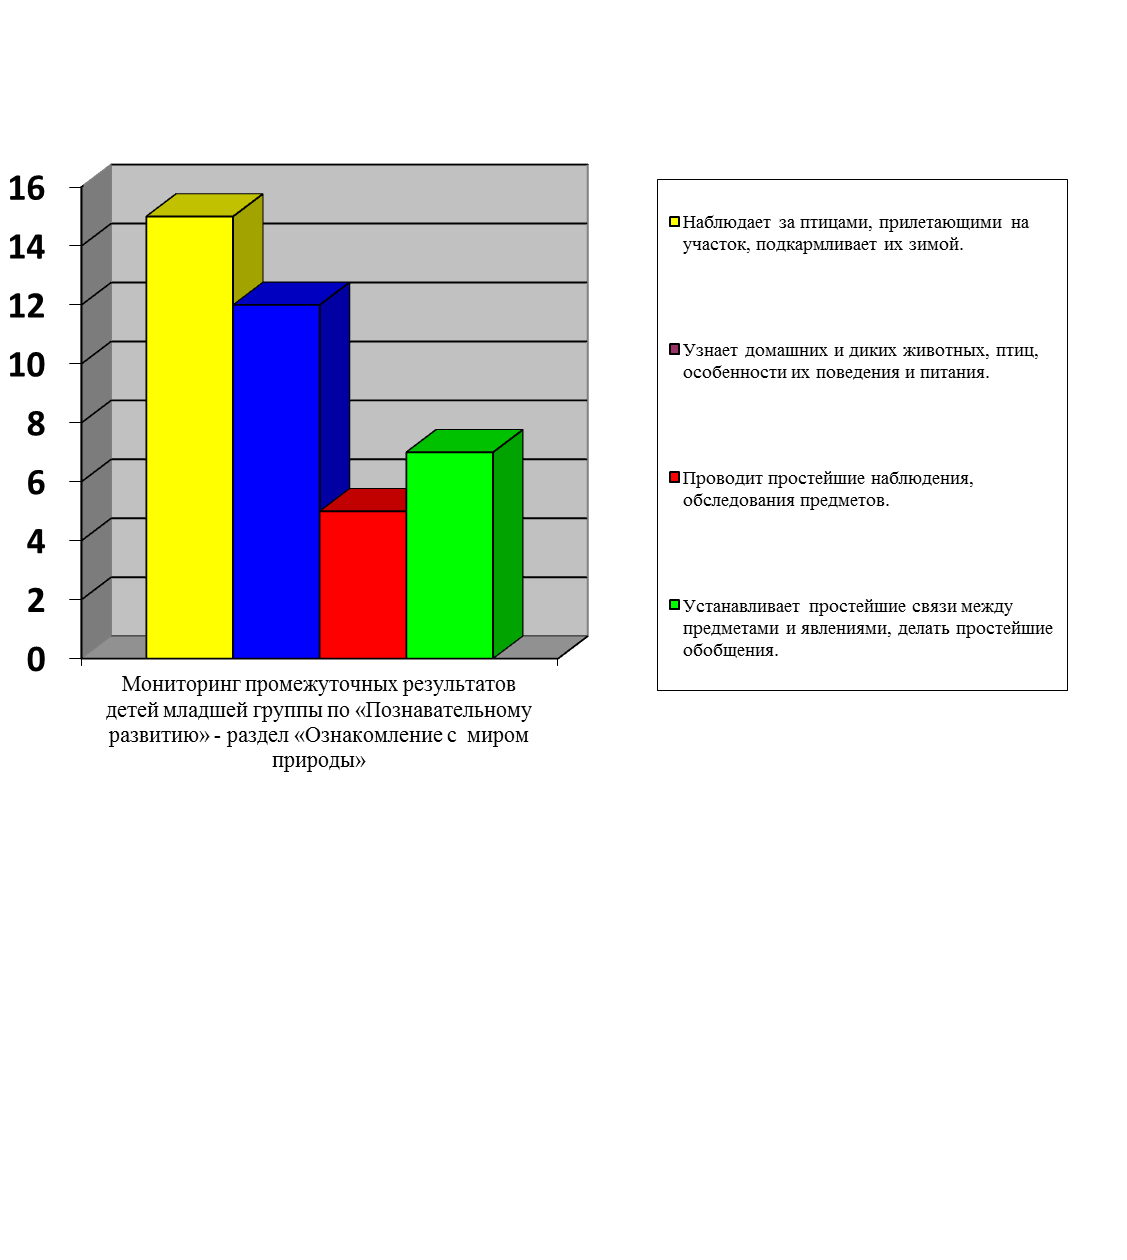 16
14
12
10
8
6
4
2
0
Мониторинг промежуточных результатов
детей младшей группы по «Познавательному
развитию» - раздел «Ознакомление с миром
природы»
Наблюдает за птицами, прилетающими на
участок, подкармливает их зимой.
Узнает домашних и диких животных, птиц,
особенности их поведения и питания.
Проводит простейшие наблюдения,
обследования предметов.
Устанавливает простейшие связи между
предметами и явлениями, делать простейшие
обобщения.